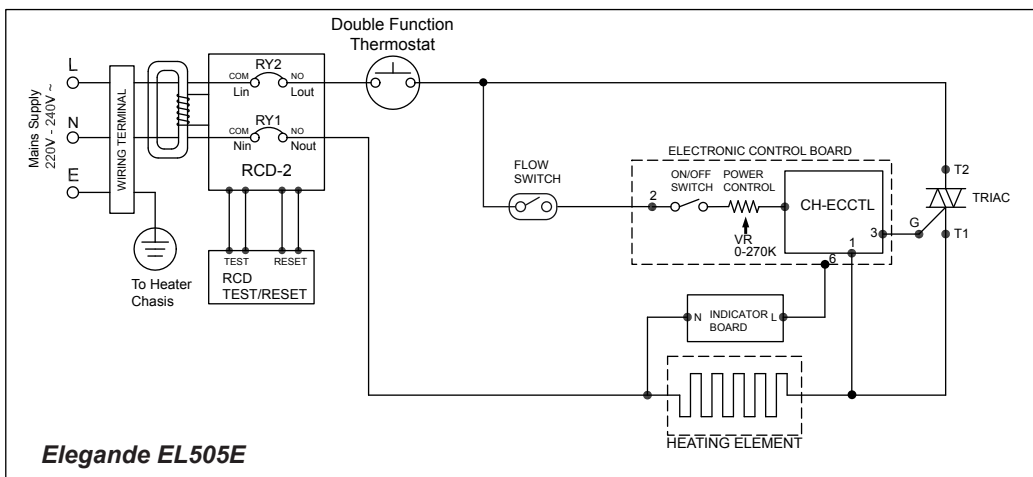 Double Function
Thermostat
L
N
E
Mains Supply
220V - 240V ~
WIRING TERMINAL
RY2
COM
NO
Lin
Lout
RY1
COM
NO
Nin
Nout
RCD-2
TEST
RESET
RCD
TEST/RESET
To Heater
Chasis
FLOW
SWITCH
ELECTRONIC CONTROL BOARD
2
ON/OFF
SWITCH
POWER
CONTROL
VR
0-270K
CH-ECCTL
3
1
6
G
T2
TRIAC
T1
N
INDICATOR
BOARD
L
HEATING ELEMENT
Elegande EL505E